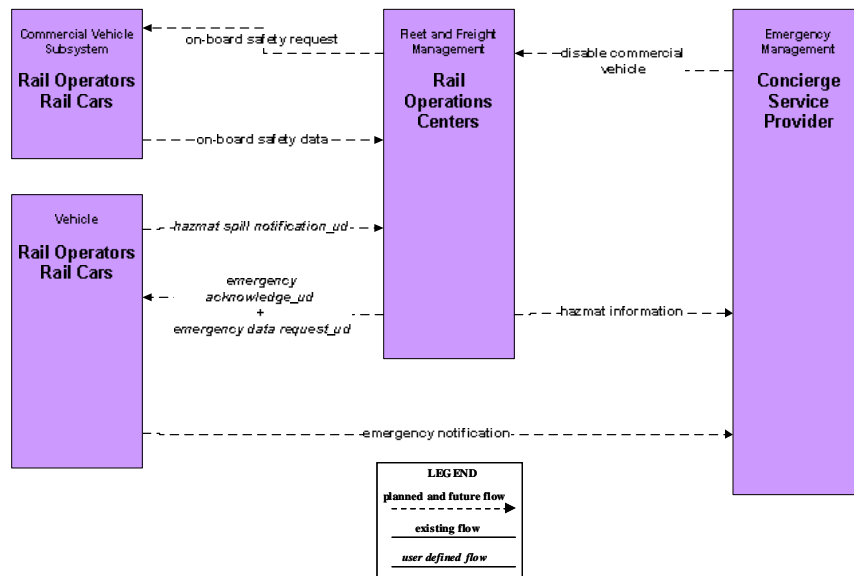 Commercial Vehicle
Subsystem
Rail Operators
Rail Cars
on-board safety request
on-board safety data
Fleet and Freight
Management
Rail
Operations
Centers
disable commercial
vehicle
Emergency
Management
Concierge
Service
Provider
Vehicle
Rail Operators
Rail Cars
hazmat spill notification_ud
emergency
acknowledge_ud
+
emergency data request_ud
hazmat information
emergency notification
LEGEND
planned and future flow
existing flow
user defined flow